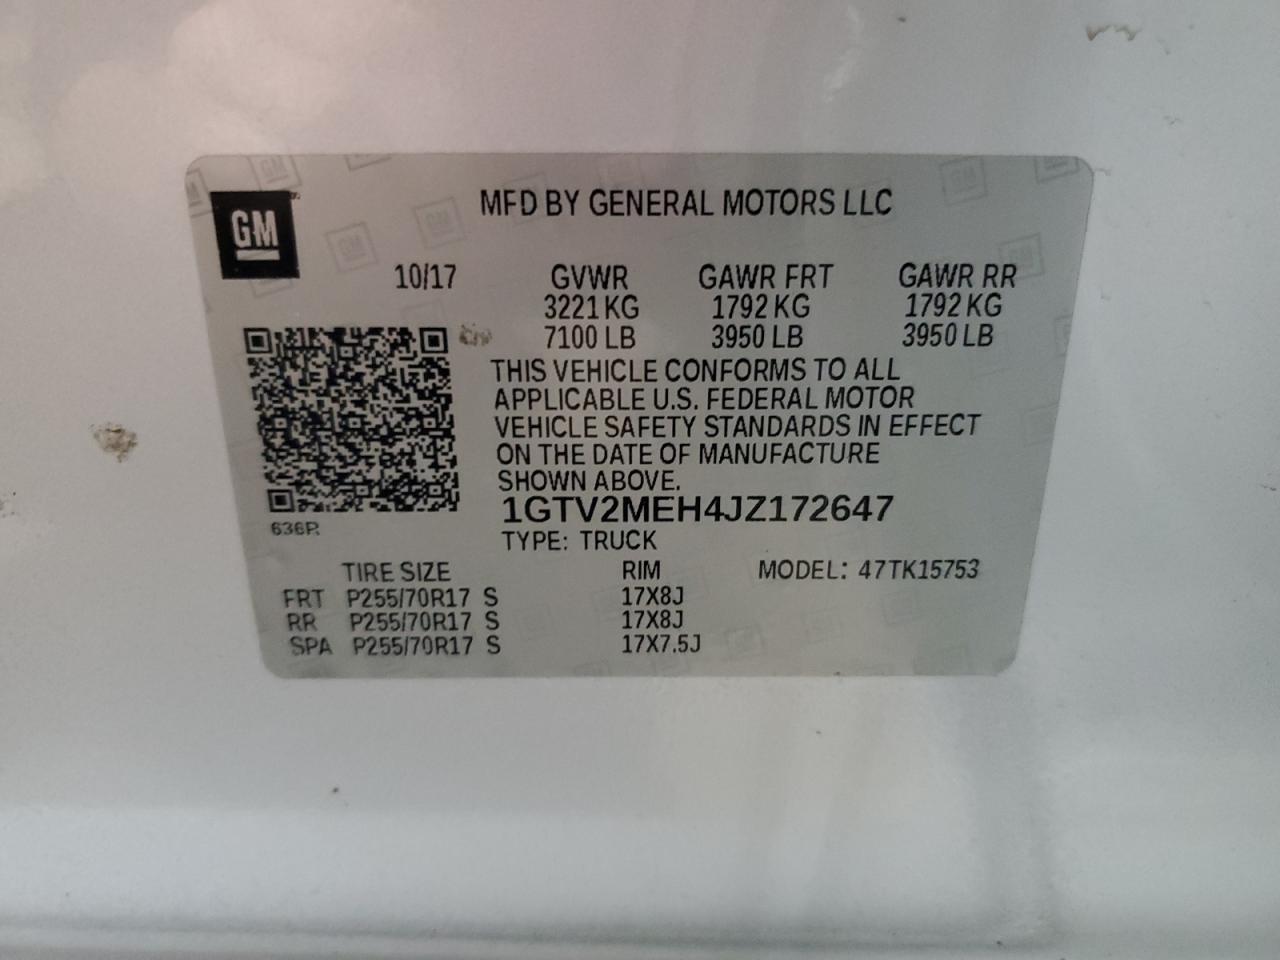 GM
MFD BY GENERAL MOTORS LLC
10/17 GVWR GAWR FRT GAWR RR
3221 KG 1792 KG 1792 KG
7100 LB 3950 LB 3950 LB
THIS VEHICLE CONFORMS TO ALL
APPLICABLE U.S. FEDERAL MOTOR
VEHICLE SAFETY STANDARDS IN EFFECT
ON THE DATE OF MANUFACTURE
SHOWN ABOVE.
636R
1GTV2MEH4JZ172647
TYPE: TRUCK
TIRE SIZE RIM MODEL: 47TK15753
FRT P255/70R17 S 17X8J
RR P255/70R17 S 17X8J
SPA P255/70R17 S 17X7.5J